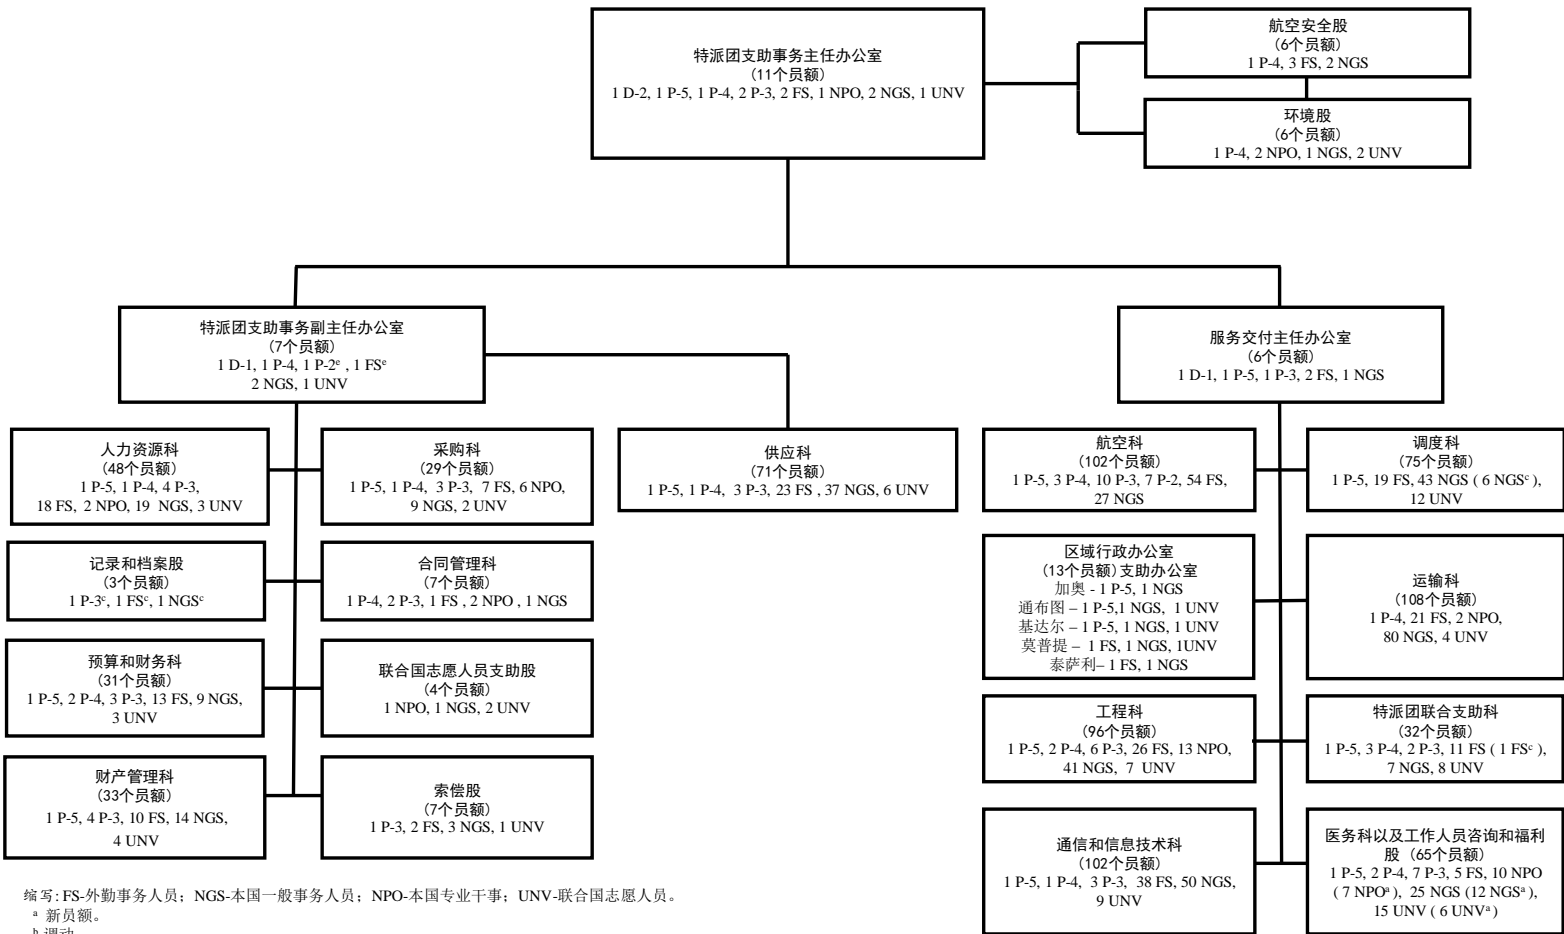 特派团支助事务主任办公室
(11个员额)
1 D-2, 1 P-5, 1 P-4, 2 P-3, 2 FS, 1 NPO, 2 NGS, 1 UNV
航空安全股
(6个员额)
1 P-4, 3 FS, 2 NGS
环境股
(6个员额)
1 P-4, 2 NPO, 1 NGS, 2 UNV
特派团支助事务副主任办公室
(7个员额)
1 D-1, 1 P-4, 1 P-2ᵉ , 1 FSᵉ
2 NGS, 1 UNV
服务交付主任办公室
(6个员额)
1 D-1, 1 P-5, 1 P-3, 2 FS, 1 NGS
人力资源科
(48个员额)
1 P-5, 1 P-4, 4 P-3,
18 FS, 2 NPO, 19 NGS, 3 UNV
采购科
(29个员额)
1 P-5, 1 P-4, 3 P-3, 7 FS, 6 NPO,
9 NGS, 2 UNV
供应科
(71个员额)
1 P-5, 1 P-4, 3 P-3, 23 FS , 37 NGS, 6 UNV
航空科
(102个员额)
1 P-5, 3 P-4, 10 P-3, 7 P-2, 54 FS,
27 NGS
调度科
(75个员额)
1 P-5, 19 FS, 43 NGS ( 6 NGSᶜ ),
12 UNV
记录和档案股
(3个员额)
1 P-3ᶜ, 1 FSᶜ, 1 NGSᶜ
合同管理科
(7个员额)
1 P-4, 2 P-3, 1 FS , 2 NPO , 1 NGS
区域行政办公室
(13个员额)支助办公室
加奥 - 1 P-5, 1 NGS
通布图 – 1 P-5,1 NGS, 1 UNV
基达尔 – 1 P-5, 1 NGS, 1 UNV
莫普提 – 1 FS, 1 NGS, 1UNV
泰萨利– 1 FS, 1 NGS
运输科
(108个员额)
1 P-4, 21 FS, 2 NPO,
80 NGS, 4 UNV
预算和财务科
(31个员额)
1 P-5, 2 P-4, 3 P-3, 13 FS, 9 NGS,
3 UNV
联合国志愿人员支助股
(4个员额)
1 NPO, 1 NGS, 2 UNV
工程科
(96个员额)
1 P-5, 2 P-4, 6 P-3, 26 FS, 13 NPO,
41 NGS, 7 UNV
特派团联合支助科
(32个员额)
1 P-5, 3 P-4, 2 P-3, 11 FS ( 1 FSᶜ ),
7 NGS, 8 UNV
财产管理科
(33个员额)
1 P-5, 4 P-3, 10 FS, 14 NGS,
4 UNV
索偿股
(7个员额)
1 P-3, 2 FS, 3 NGS, 1 UNV
通信和信息技术科
(102个员额)
1 P-5, 1 P-4, 3 P-3, 38 FS, 50 NGS,
9 UNV
医务科以及工作人员咨询和福利
股 (65个员额)
1 P-5, 2 P-4, 7 P-3, 5 FS, 10 NPO
( 7 NPOᵃ ), 25 NGS (12 NGSᵃ ),
15 UNV ( 6 UNVᵃ )
缩写: FS-外勤事务人员；NGS-本国一般事务人员；NPO-本国专业干事；UNV-联合国志愿人员。
ᵃ 新员额。
ᵇ 调动